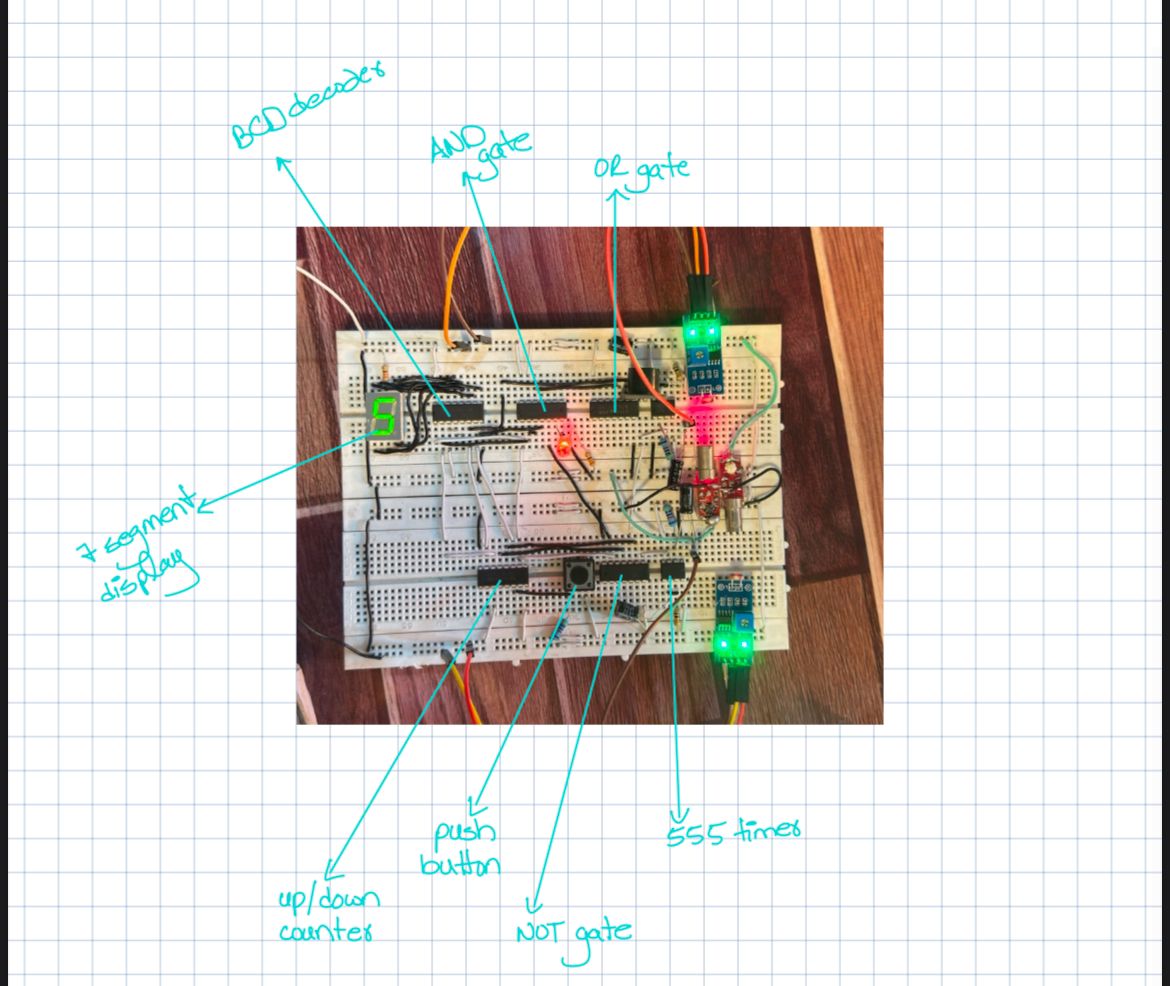 BCD decoder
AND
gate
OR gate
7 segment
display
push
button
555 timer
up/down
counter
NOT gate